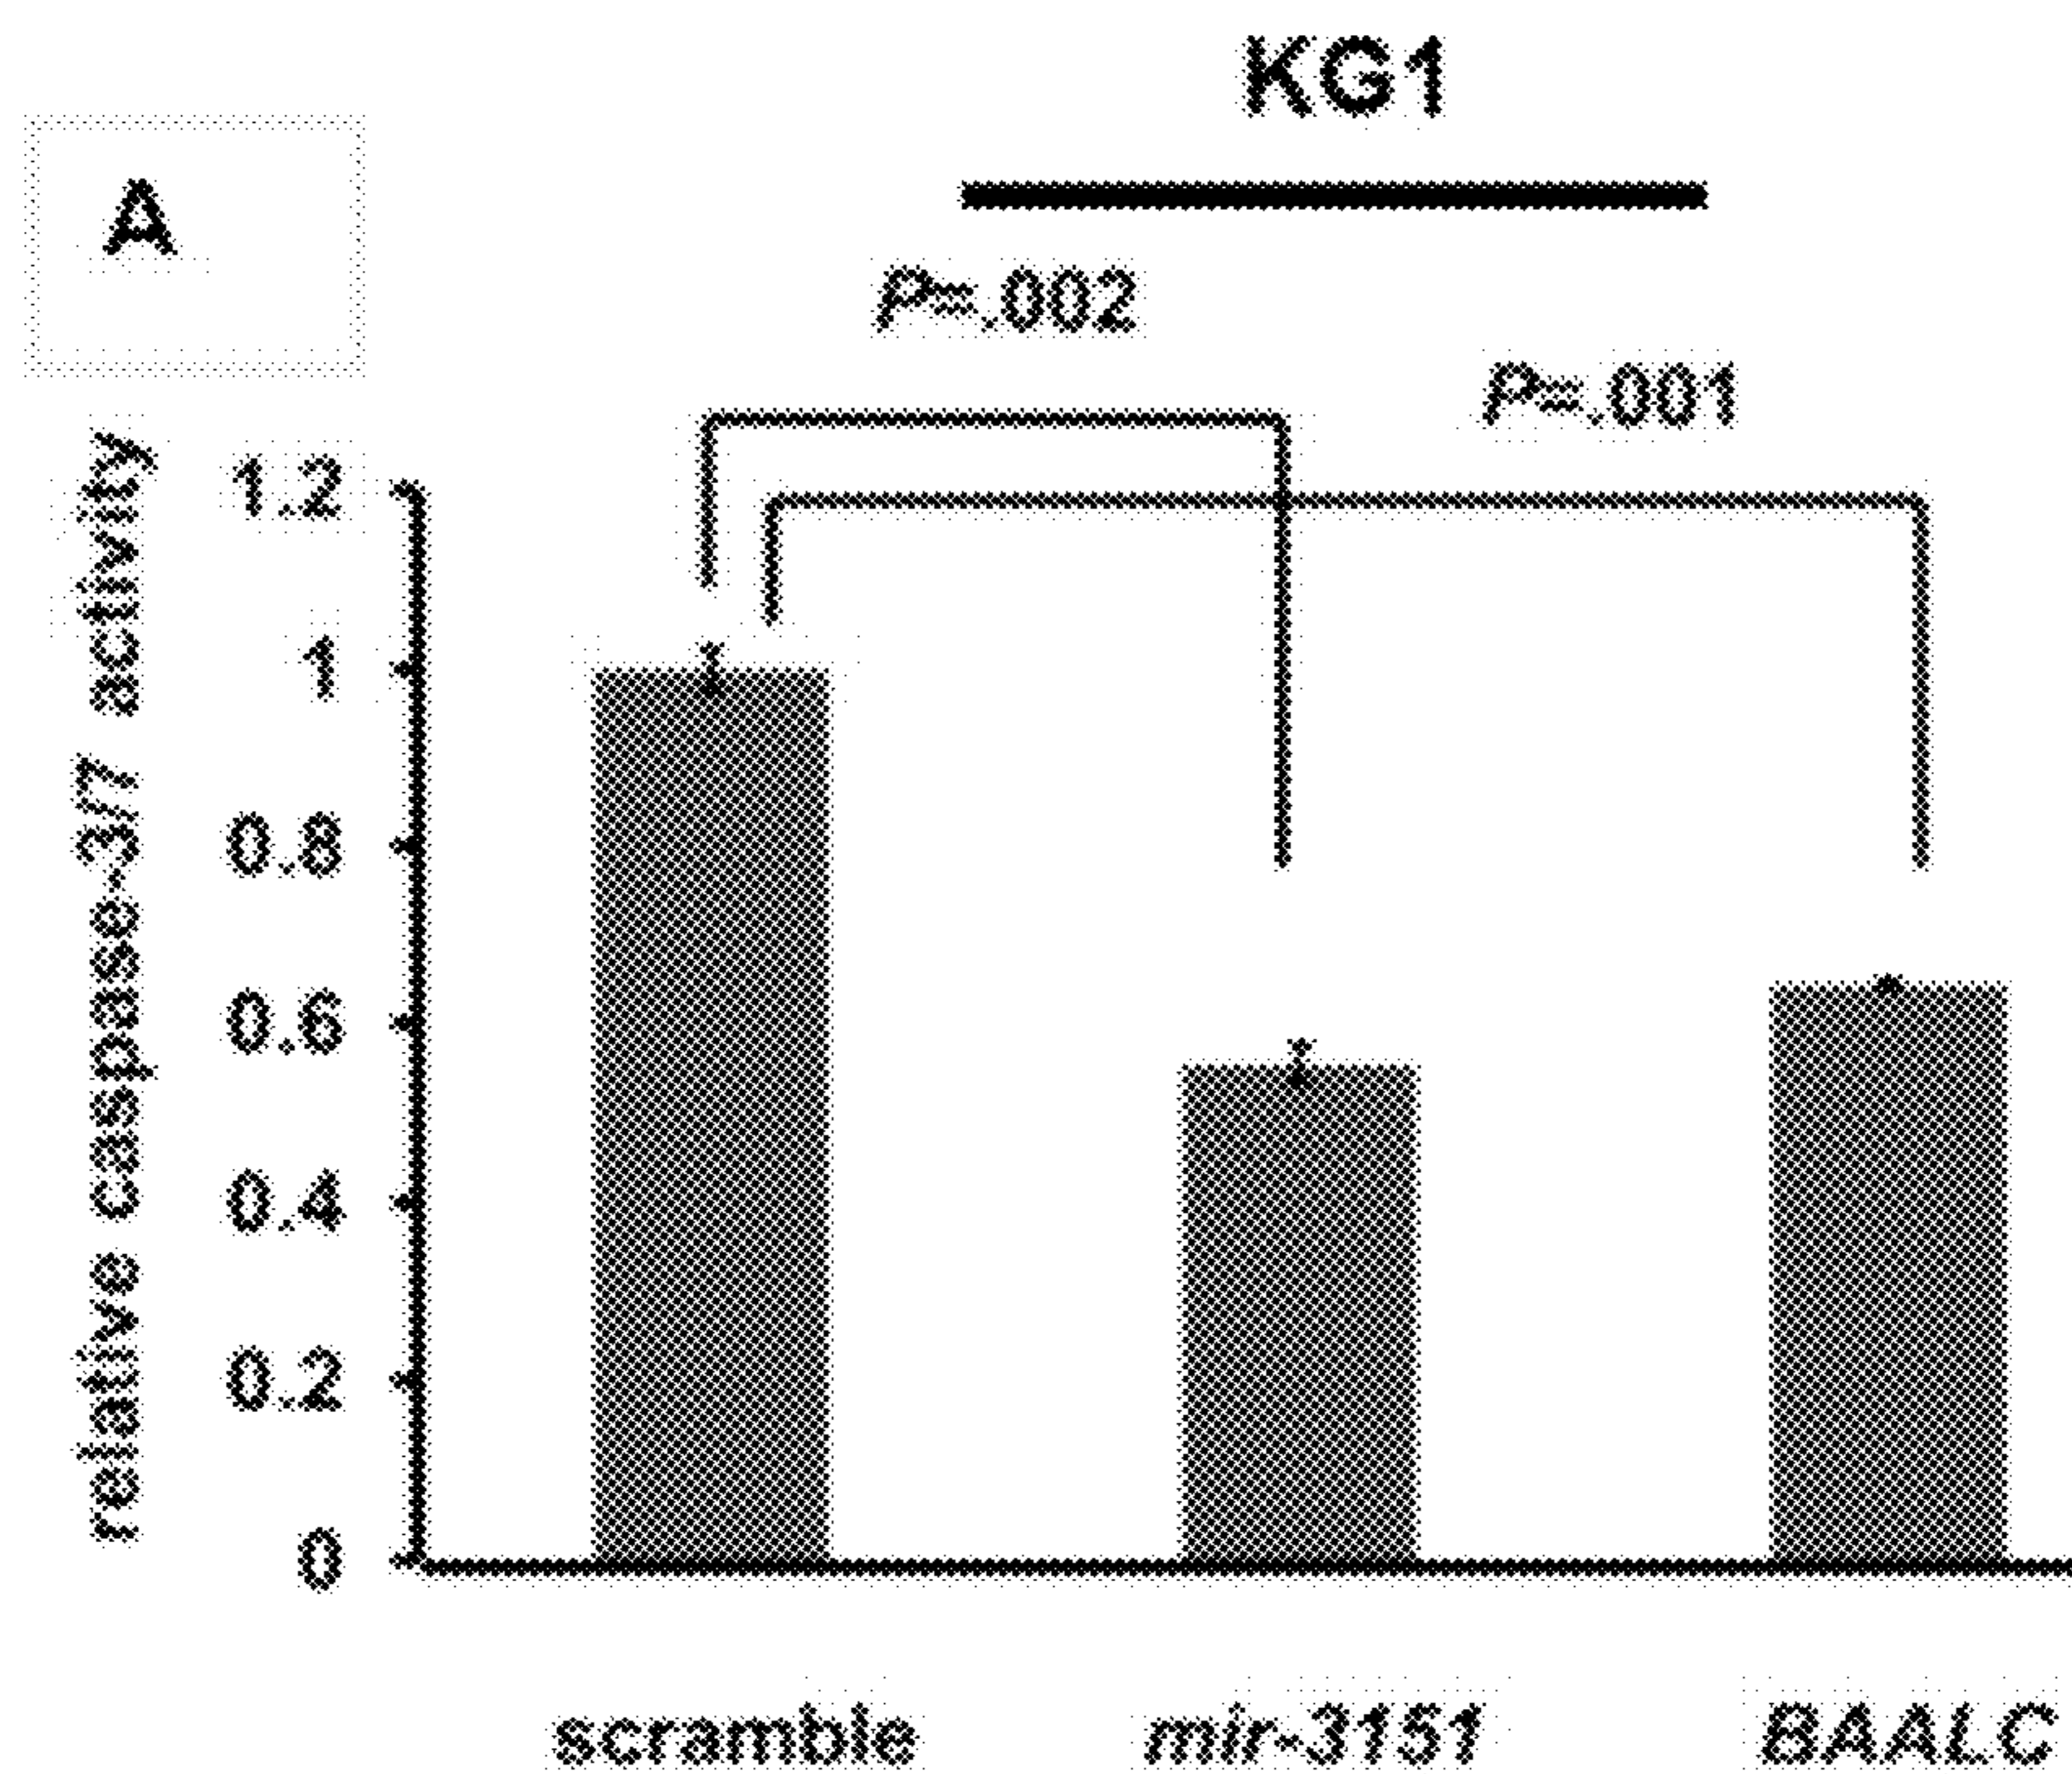 KG1
A
P=.002
P=.001
relative caspase-3/7 activity
1.2
1
0.8
0.6
0.4
0.2
0
scramble mir-3151 BAALC